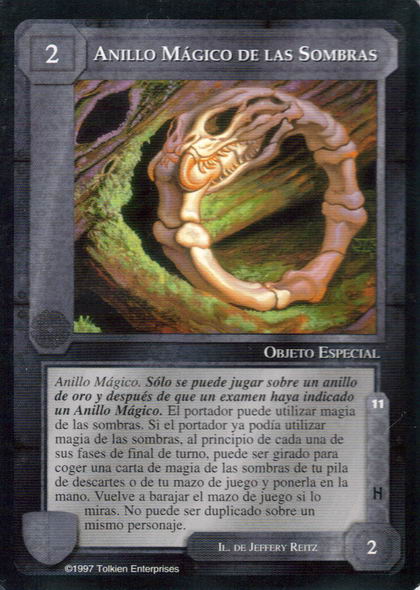 2
ANILLO MÁGICO DE LAS SOMBRAS
OBJETO ESPECIAL
Anillo Mágico. Sólo se puede jugar sobre un anillo
de oro y después de que un examen haya indicado
un Anillo Mágico. El portador puede utilizar magia
de las sombras. Si el portador ya podía utilizar
magia de las sombras, al principio de cada una de
sus fases de final de turno, puede ser girado para
coger una carta de magia de las sombras de tu pila
de descartes o de tu mazo de juego y ponerla en la
mano. Vuelve a barajar el mazo de juego si lo
miras. No puede ser duplicado sobre un
mismo personaje.
11
H
IL. DE JEFFERY REITZ
2
©1997 Tolkien Enterprises